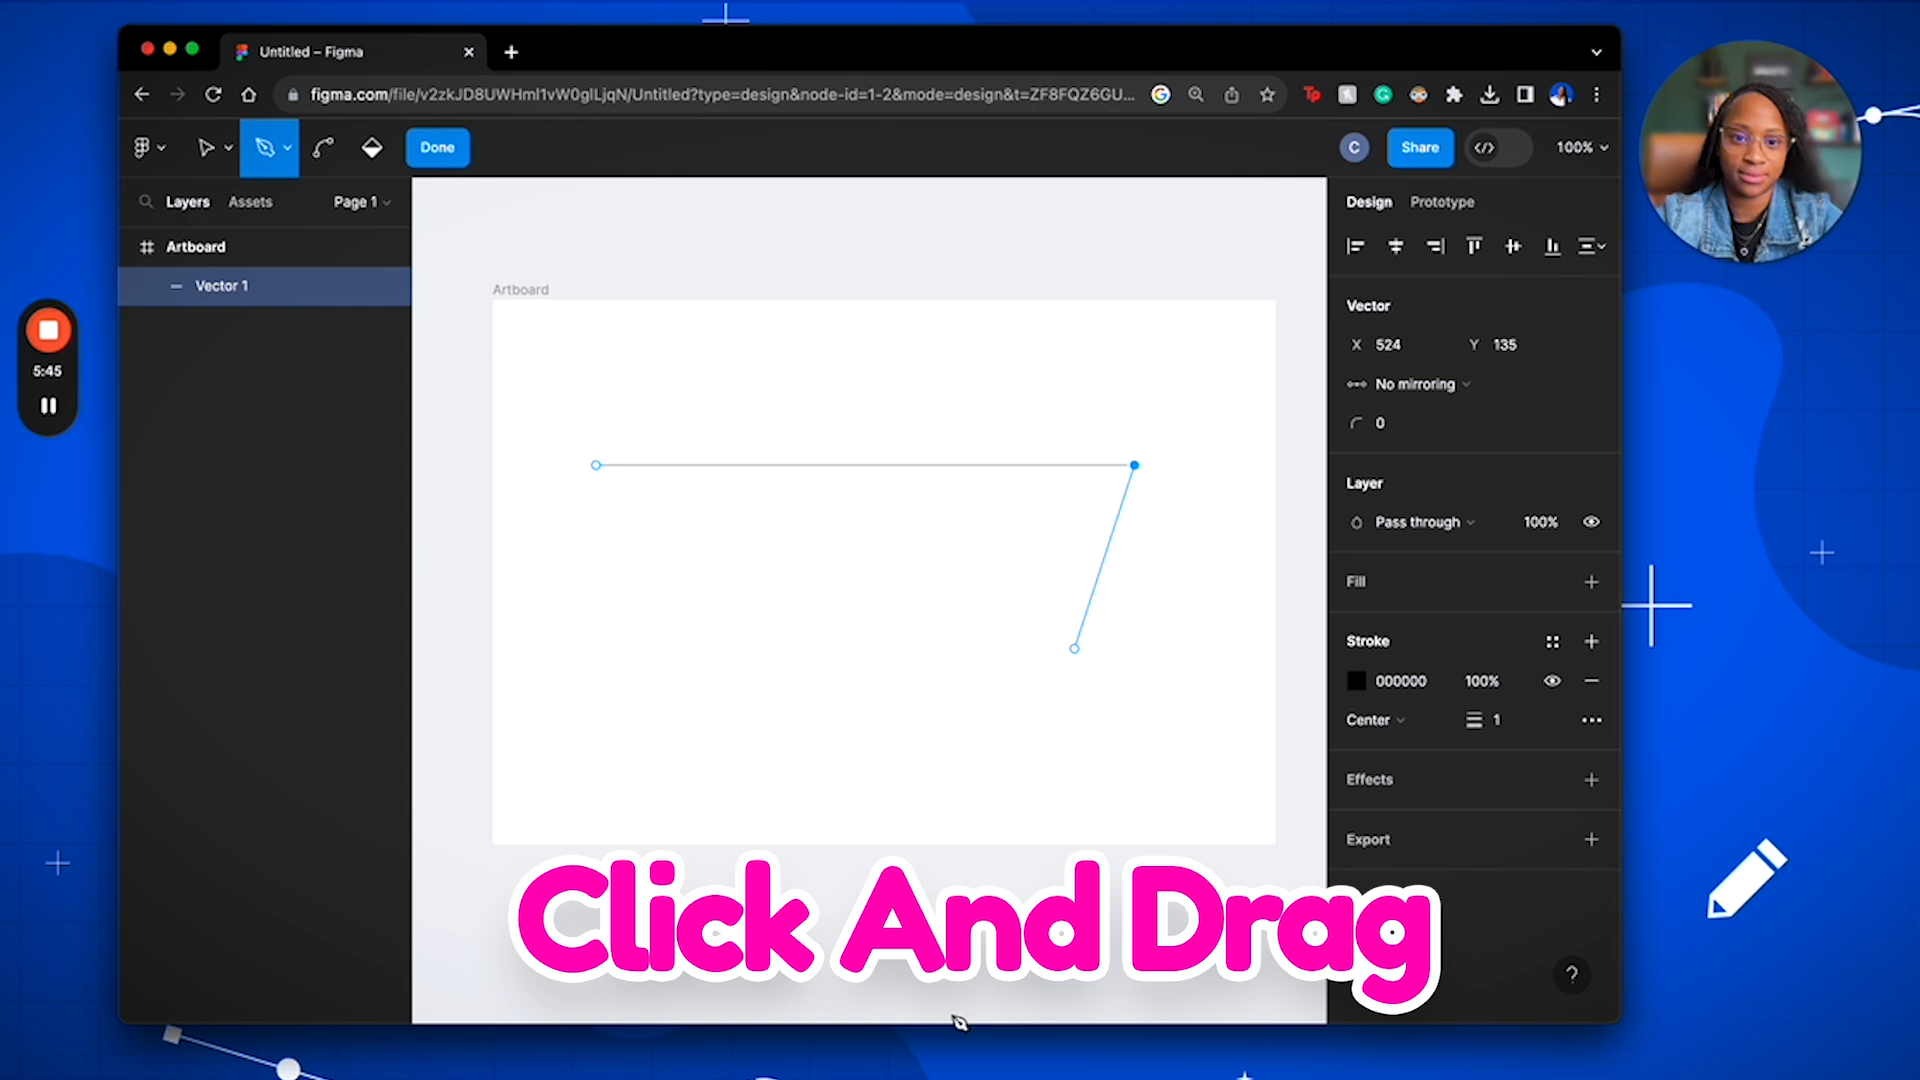 Untitled – Figma
figma.com/file/v2zkJD8UWHmI1vW0glLjqN/Untitled?type=design&node-id=1-2&mode=design&t=ZF8FQZ6GU...
Done
C
Share
100%
Layers
Assets
Page 1
Design
Prototype
Artboard
Vector 1
Artboard
Vector
X 524
Y 135
No mirroring
0
5:45
Layer
Pass through
100%
Fill
Stroke
000000
100%
Center
1
Effects
Export
Click And Drag
?